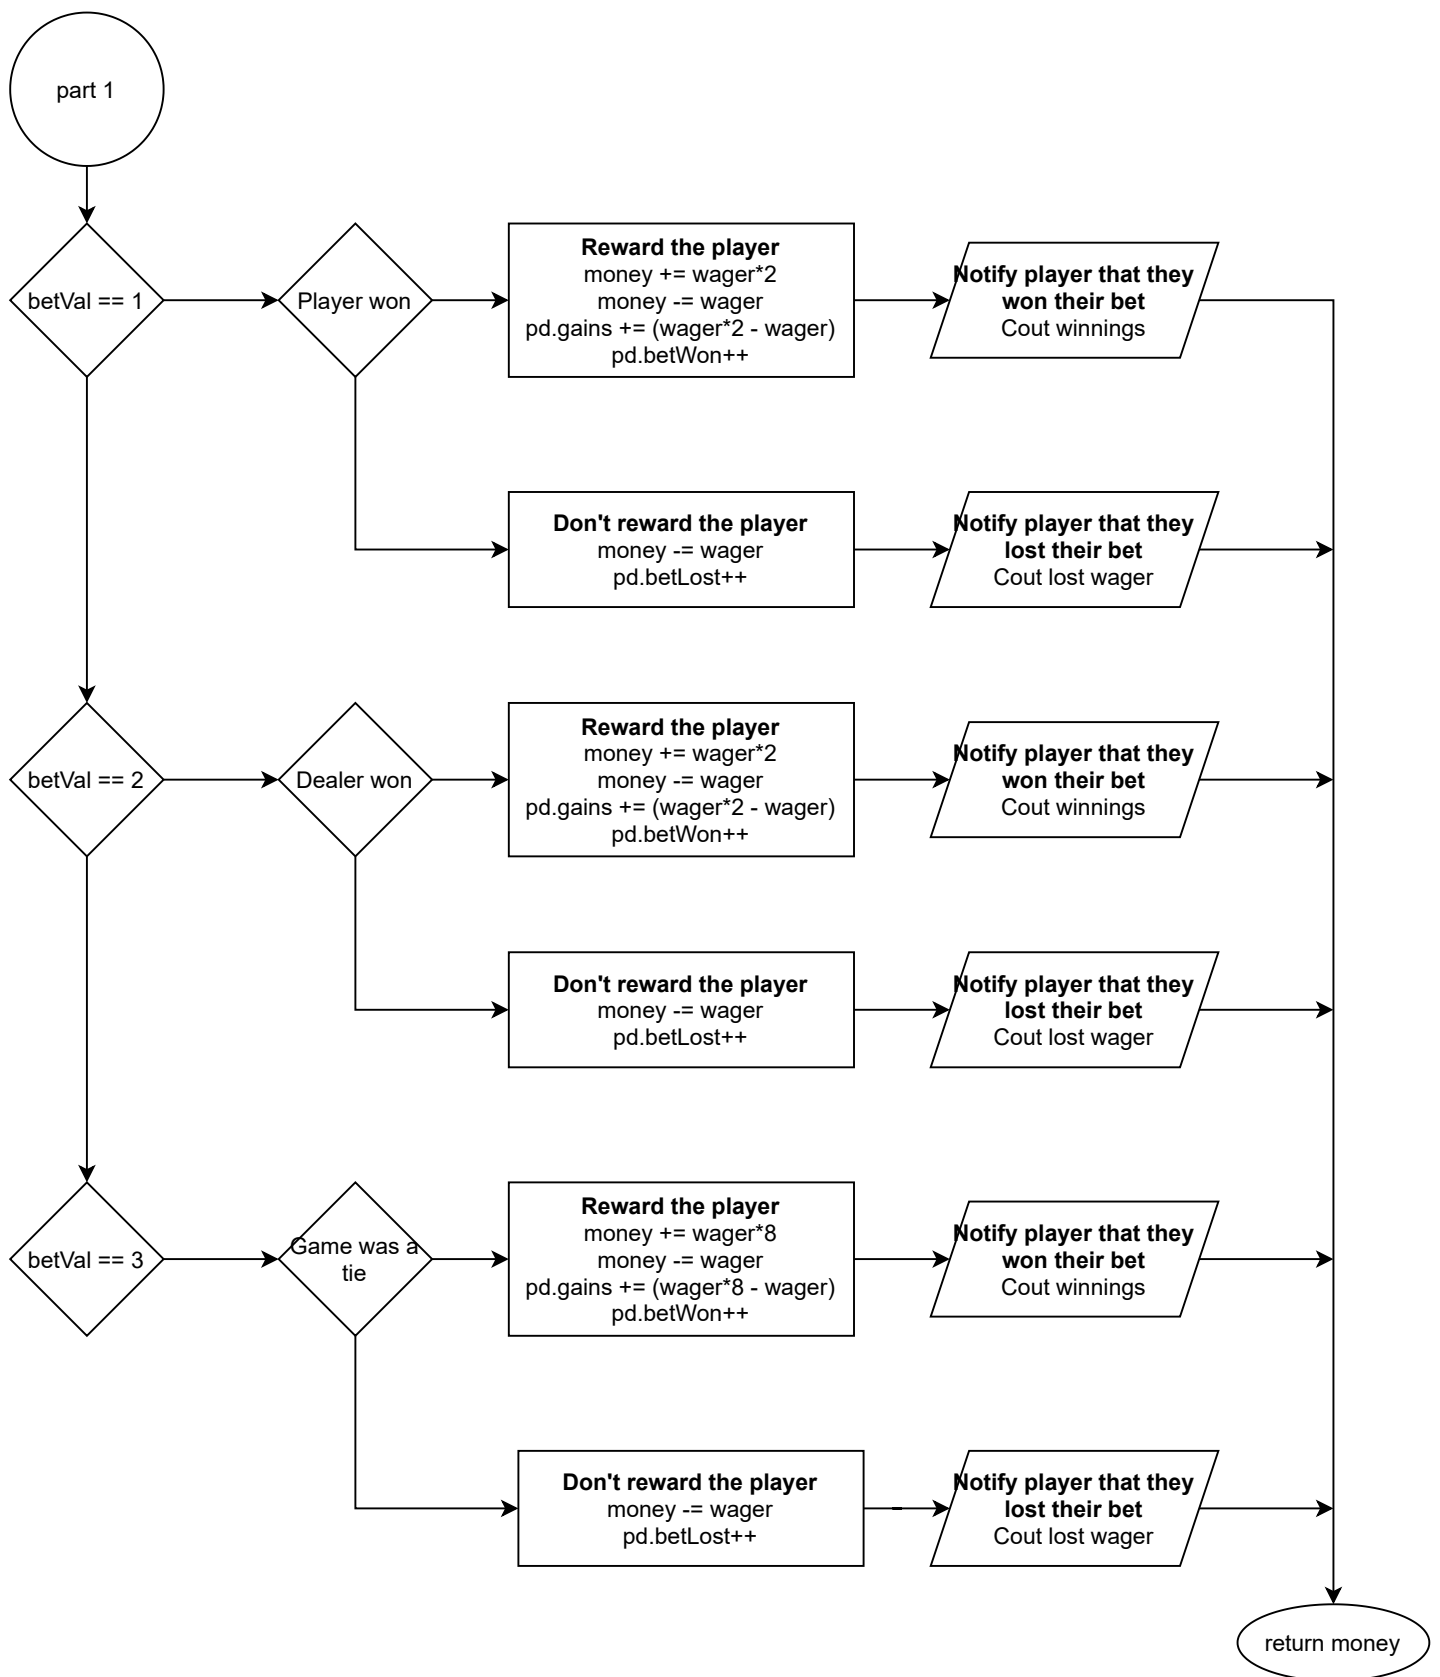 part 1
betVal == 1
Player won
Reward the player
money += wager*2
money -= wager
pd.gains += (wager*2 - wager)
pd.betWon++
Notify player that they
won their bet
Cout winnings
Don't reward the player
money -= wager
pd.betLost++
Notify player that they
lost their bet
Cout lost wager
betVal == 2
Dealer won
Reward the player
money += wager*2
money -= wager
pd.gains += (wager*2 - wager)
pd.betWon++
Notify player that they
won their bet
Cout winnings
Don't reward the player
money -= wager
pd.betLost++
Notify player that they
lost their bet
Cout lost wager
betVal == 3
Game was a
tie
Reward the player
money += wager*8
money -= wager
pd.gains += (wager*8 - wager)
pd.betWon++
Notify player that they
won their bet
Cout winnings
Don't reward the player
money -= wager
pd.betLost++
Notify player that they
lost their bet
Cout lost wager
return money